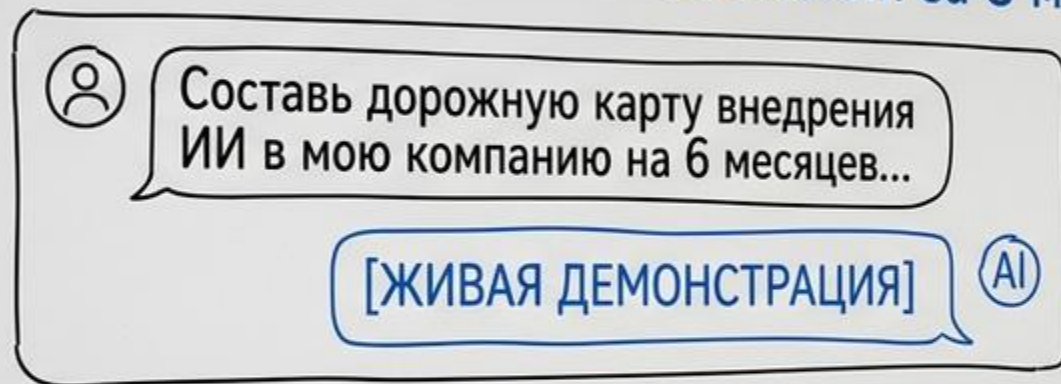 Составь дорожную карту внедрения
ИИ в мою компанию на 6 месяцев...
[ЖИВАЯ ДЕМОНСТРАЦИЯ]
AI